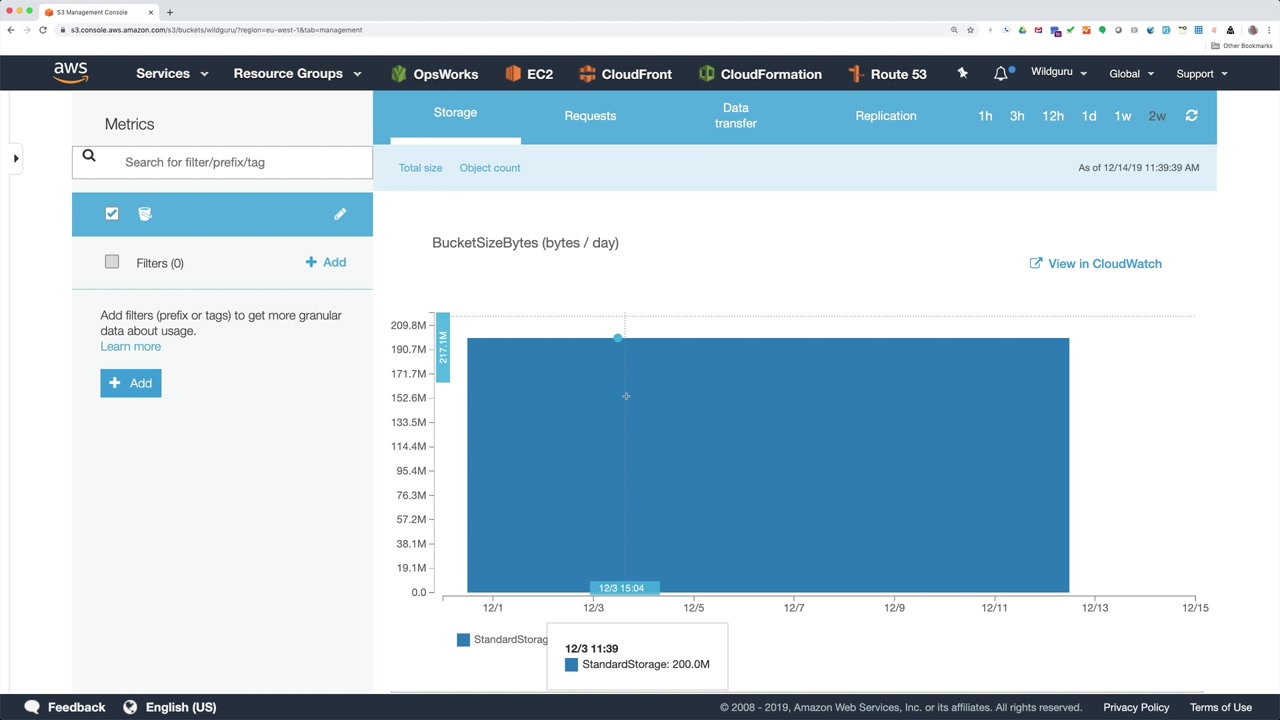 S3 Management Console
s3.console.aws.amazon.com/s3/buckets/wildguru/?region=eu-west-1&tab=management
Other Bookmarks
aws
Services
Resource Groups
OpsWorks
EC2
CloudFront
CloudFormation
Route 53
Wildguru
Global
Support
Metrics
Search for filter/prefix/tag
Filters (0)
Add
Add filters (prefix or tags) to get more granular
data about usage.
Learn more
Add
Storage
Requests
Data
transfer
Replication
1h
3h
12h
1d
1w
2w
Total size
Object count
As of 12/14/19 11:39:39 AM
BucketSizeBytes (bytes / day)
View in CloudWatch
217.1M
209.8M
190.7M
171.7M
152.6M
133.5M
114.4M
95.4M
76.3M
57.2M
38.1M
19.1M
0.0
12/3 15:04
12/1
12/3
12/5
12/7
12/9
12/11
12/13
12/15
StandardStorag
12/3 11:39
StandardStorage: 200.0M
Feedback
English (US)
© 2008 - 2019, Amazon Web Services, Inc. or its affiliates. All rights reserved.
Privacy Policy
Terms of Use